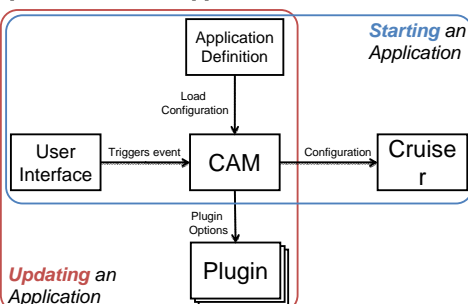 Starting an
Application
Application
Definition
Load
Configuration
User
Interface
Triggers event
CAM
Configuration
Cruise
r
Plugin
Options
Plugin
Updating an
Application